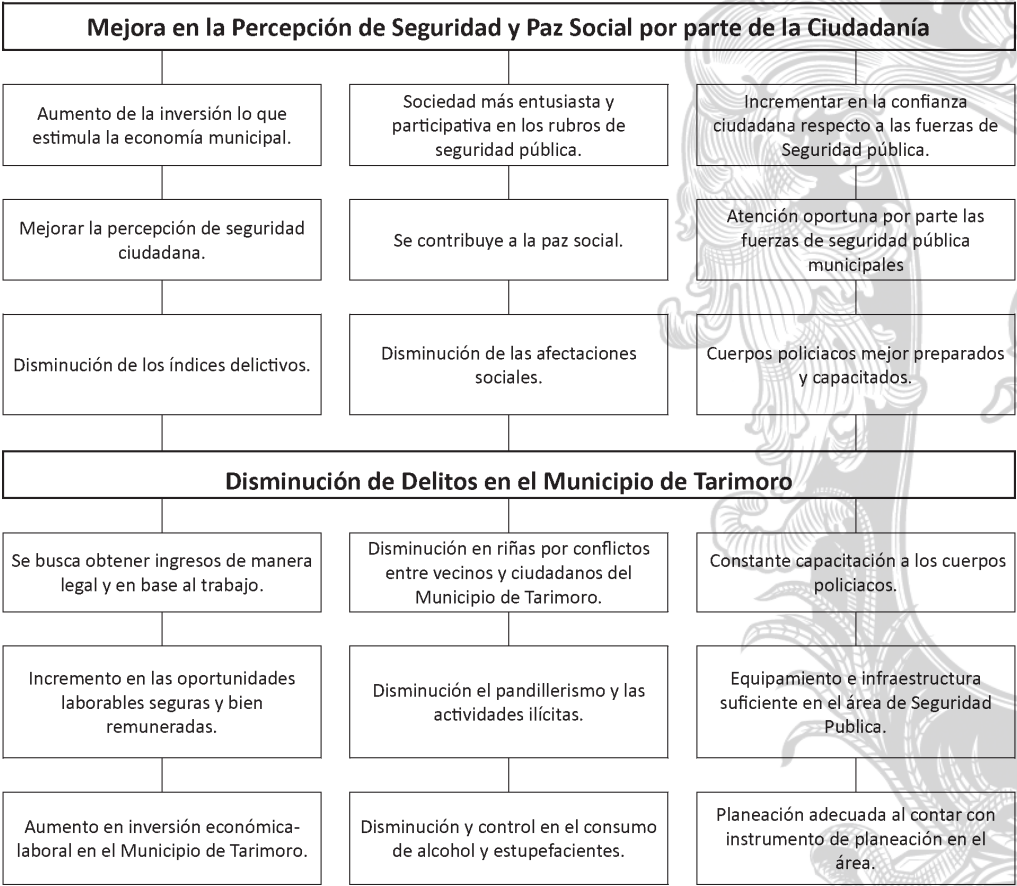 Mejora en la Percepción de Seguridad y Paz Social por parte de la Ciudadanía
Aumento de la inversión lo que
estimula la economía municipal.
Sociedad más entusiasta y
participativa en los rubros de
seguridad pública.
Incrementar en la confianza
ciudadana respecto a las fuerzas de
Seguridad pública.
Mejorar la percepción de seguridad
ciudadana.
Se contribuye a la paz social.
Atención oportuna por parte las
fuerzas de seguridad pública
municipales
Disminución de los índices delictivos.
Disminución de las afectaciones
sociales.
Cuerpos policiacos mejor preparados
y capacitados.
Disminución de Delitos en el Municipio de Tarimoro
Se busca obtener ingresos de manera
legal y en base al trabajo.
Disminución en riñas por conflictos
entre vecinos y ciudadanos del
Municipio de Tarimoro.
Constante capacitación a los cuerpos
policiacos.
Incremento en las oportunidades
laborables seguras y bien
remuneradas.
Disminución el pandillerismo y las
actividades ilícitas.
Equipamiento e infraestructura
suficiente en el área de Seguridad
Publica.
Aumento en inversión económica-
laboral en el Municipio de Tarimoro.
Disminución y control en el consumo
de alcohol y estupefacientes.
Planeación adecuada al contar con
instrumento de planeación en el
área.